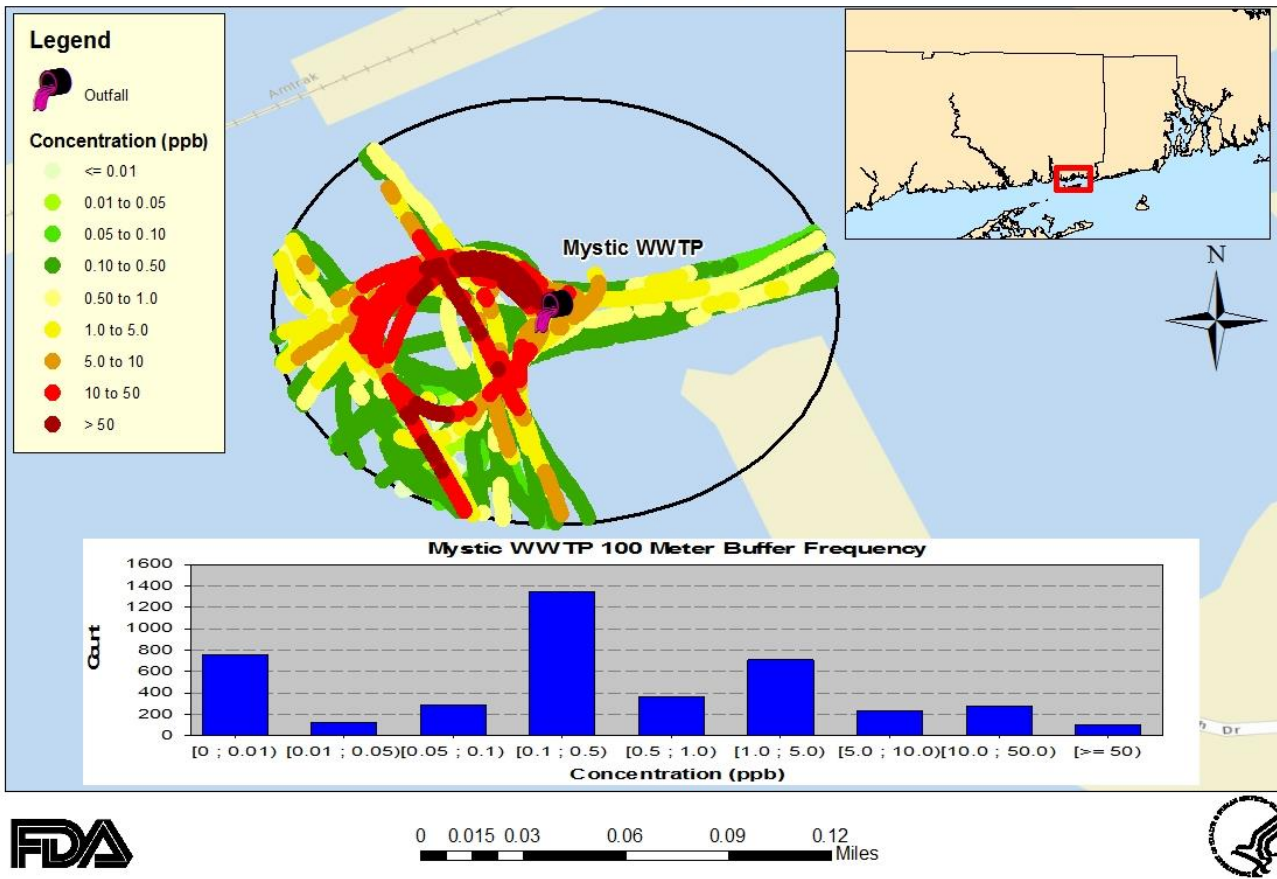 Legend
Outfall
Concentration (ppb)
<= 0.01
0.01 to 0.05
0.05 to 0.10
0.10 to 0.50
0.50 to 1.0
1.0 to 5.0
5.0 to 10
10 to 50
> 50
Amtrak
Mystic WWTP
N
Mystic WWTP 100 Meter Buffer Frequency
1600
1400
1200
1000
800
600
400
200
0
Count
[0 ; 0.01) [0.01 ; 0.05) [0.05 ; 0.1) [0.1 ; 0.5) [0.5 ; 1.0) [1.0 ; 5.0) [5.0 ; 10.0) [10.0 ; 50.0) [>= 50)
Concentration (ppb)
Dr
FDA
0 0.015 0.03 0.06 0.09 0.12
Miles